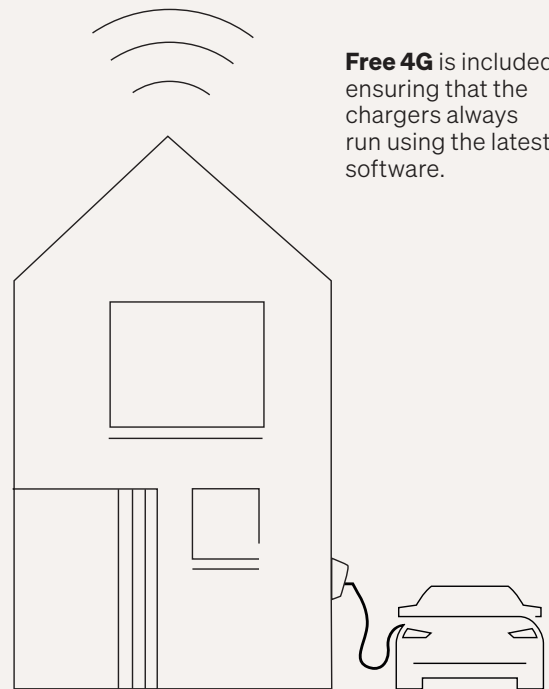 Free 4G is included
ensuring that the
chargers always
run using the latest
software.